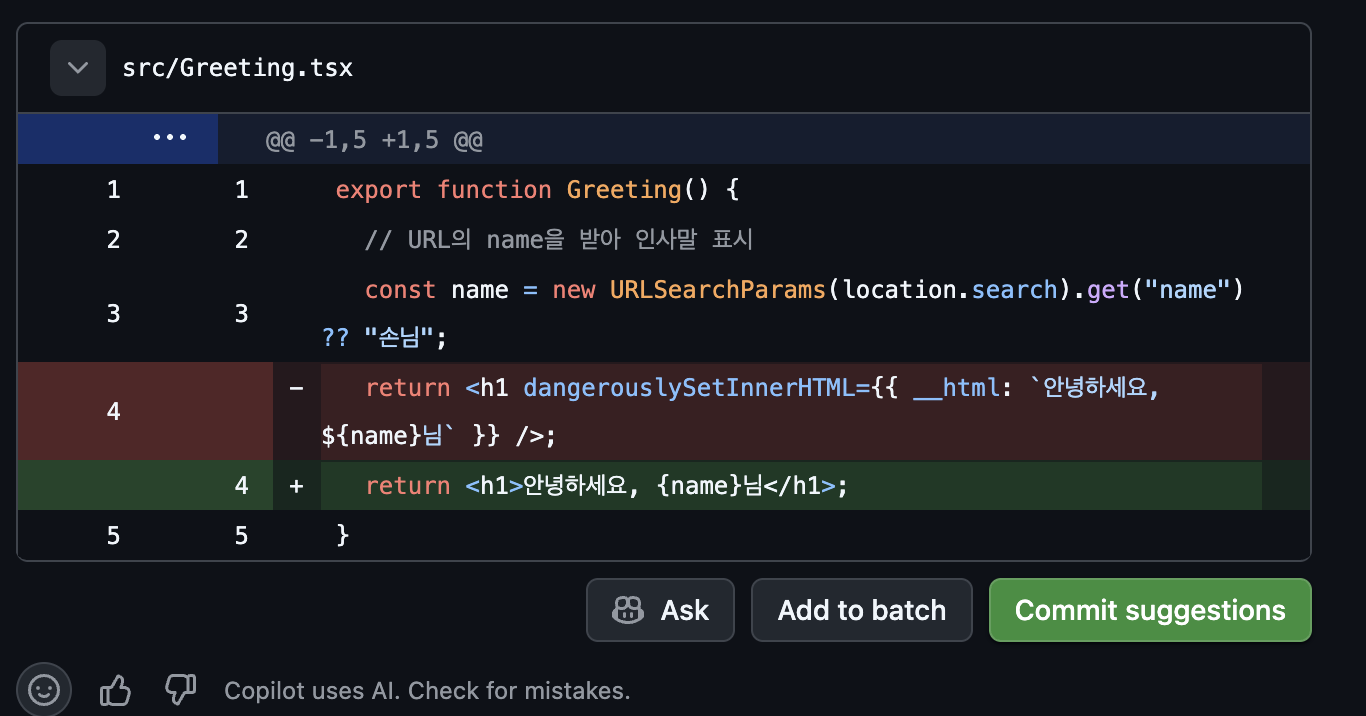 src/Greeting.tsx
... @@ -1,5 +1,5 @@
1 1 export function Greeting() {
2 2 // URL의 name을 받아 인사말 표시
3 3 const name = new URLSearchParams(location.search).get("name")
?? "손님";
4 - return <h1 dangerouslySetInnerHTML={{ __html: `안녕하세요,
${name}님` }} />;
4 + return <h1>안녕하세요, {name}님</h1>;
5 5 }
Ask Add to batch Commit suggestions
Copilot uses AI. Check for mistakes.